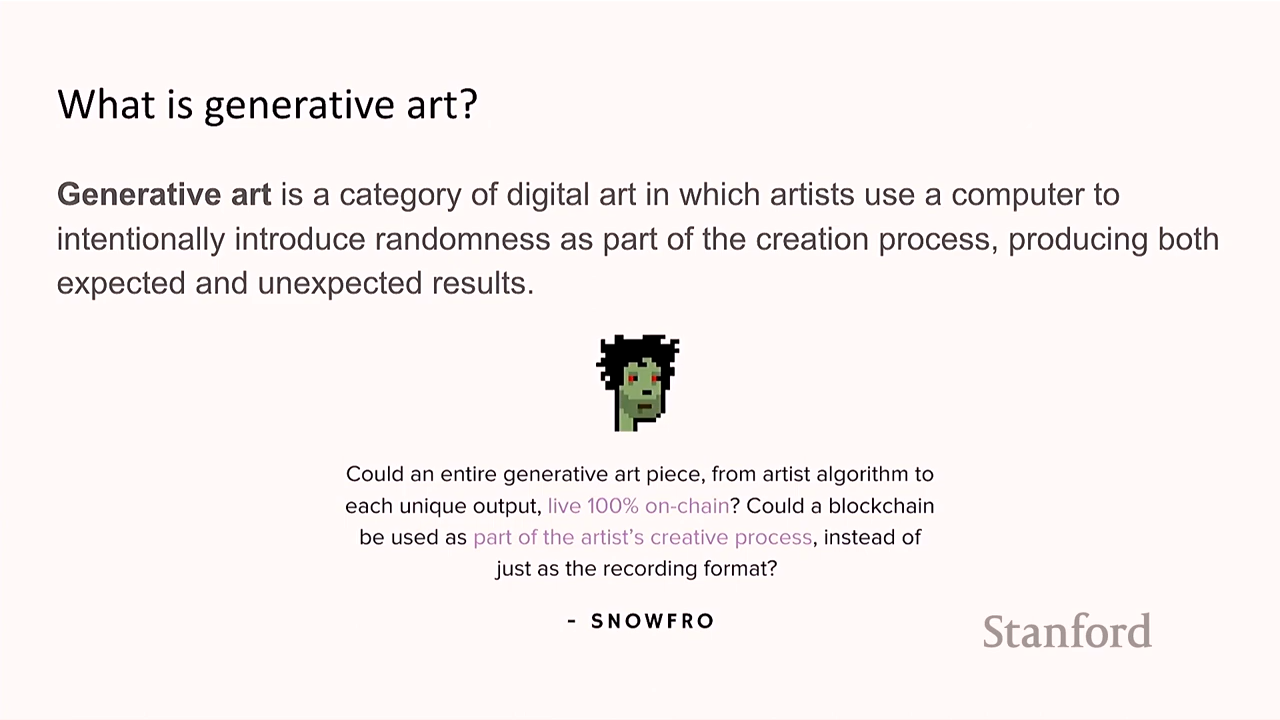 What is generative art?
Generative art is a category of digital art in which artists use a computer to
intentionally introduce randomness as part of the creation process, producing both
expected and unexpected results.
Could an entire generative art piece, from artist algorithm to
each unique output, live 100% on-chain? Could a blockchain
be used as part of the artist’s creative process, instead of
just as the recording format?
- SNOWFRO
Stanford